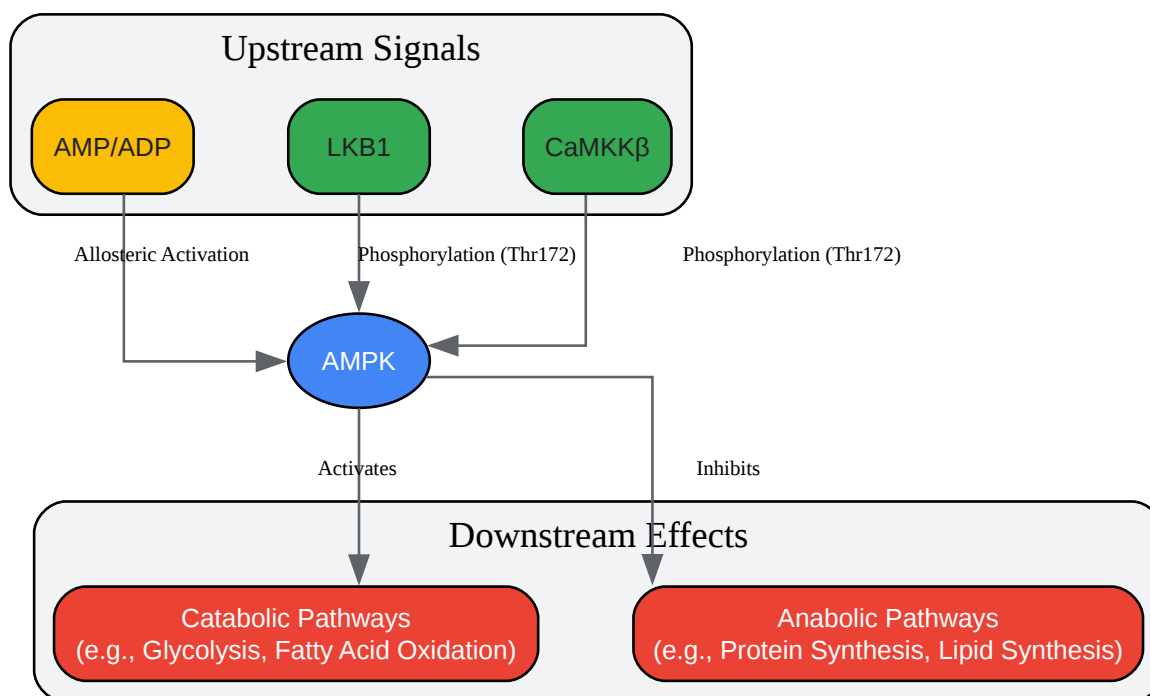 Upstream Signals
AMP/ADP
LKB1
CaMKKβ
Allosteric Activation
Phosphorylation (Thr172)
Phosphorylation (Thr172)
AMPK
Activates
Inhibits
Downstream Effects
Catabolic Pathways
(e.g., Glycolysis, Fatty Acid Oxidation)
Anabolic Pathways
(e.g., Protein Synthesis, Lipid Synthesis)